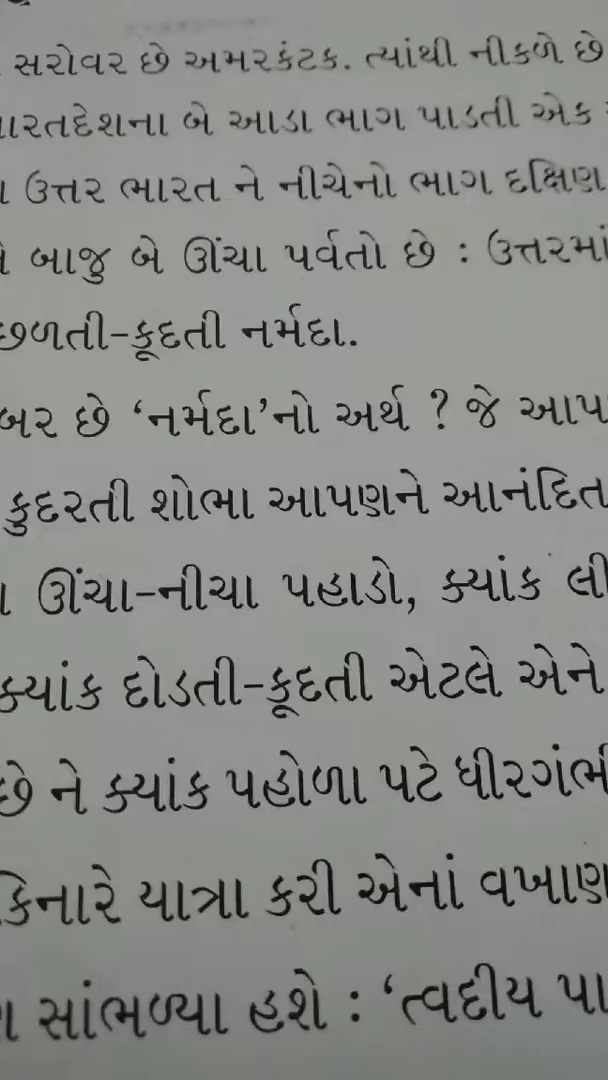 સરોવર છે અમરકંટક. ત્યાંથી નીકળે છે
ારતદેશના બે આડા ભાગ પાડતી એક
ઉત્તર ભારત ને નીચેનો ભાગ દક્ષિણ
બાજુ બે ઊંચા પર્વતો છે : ઉત્તરમાં
છળતી-કૂદતી નર્મદા.
બર છે ‘નર્મદા’નો અર્થ ? જે આપ
કુદરતી શોભા આપણને આનંદિત
ઊંચા-નીચા પહાડો, ક્યાંક લી
ક્યાંક દોડતી-કૂદતી એટલે એને
છે ને ક્યાંક પહોળા પટે ધીરગંભી
કિનારે યાત્રા કરી એનાં વખાણ
સાંભળ્યા હશે : ‘ત્વદીય પા